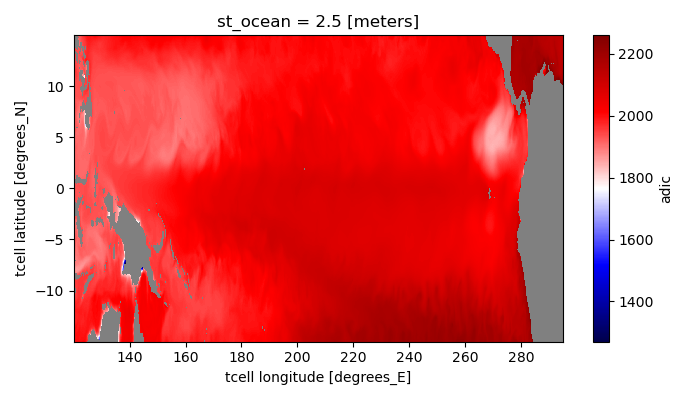 st_ocean = 2.5 [meters]
10
5
0
−5
−10
tcell latitude [degrees_N]
140 160 180 200 220 240 260 280
tcell longitude [degrees_E]
2200
2000
1800
1600
1400
adic